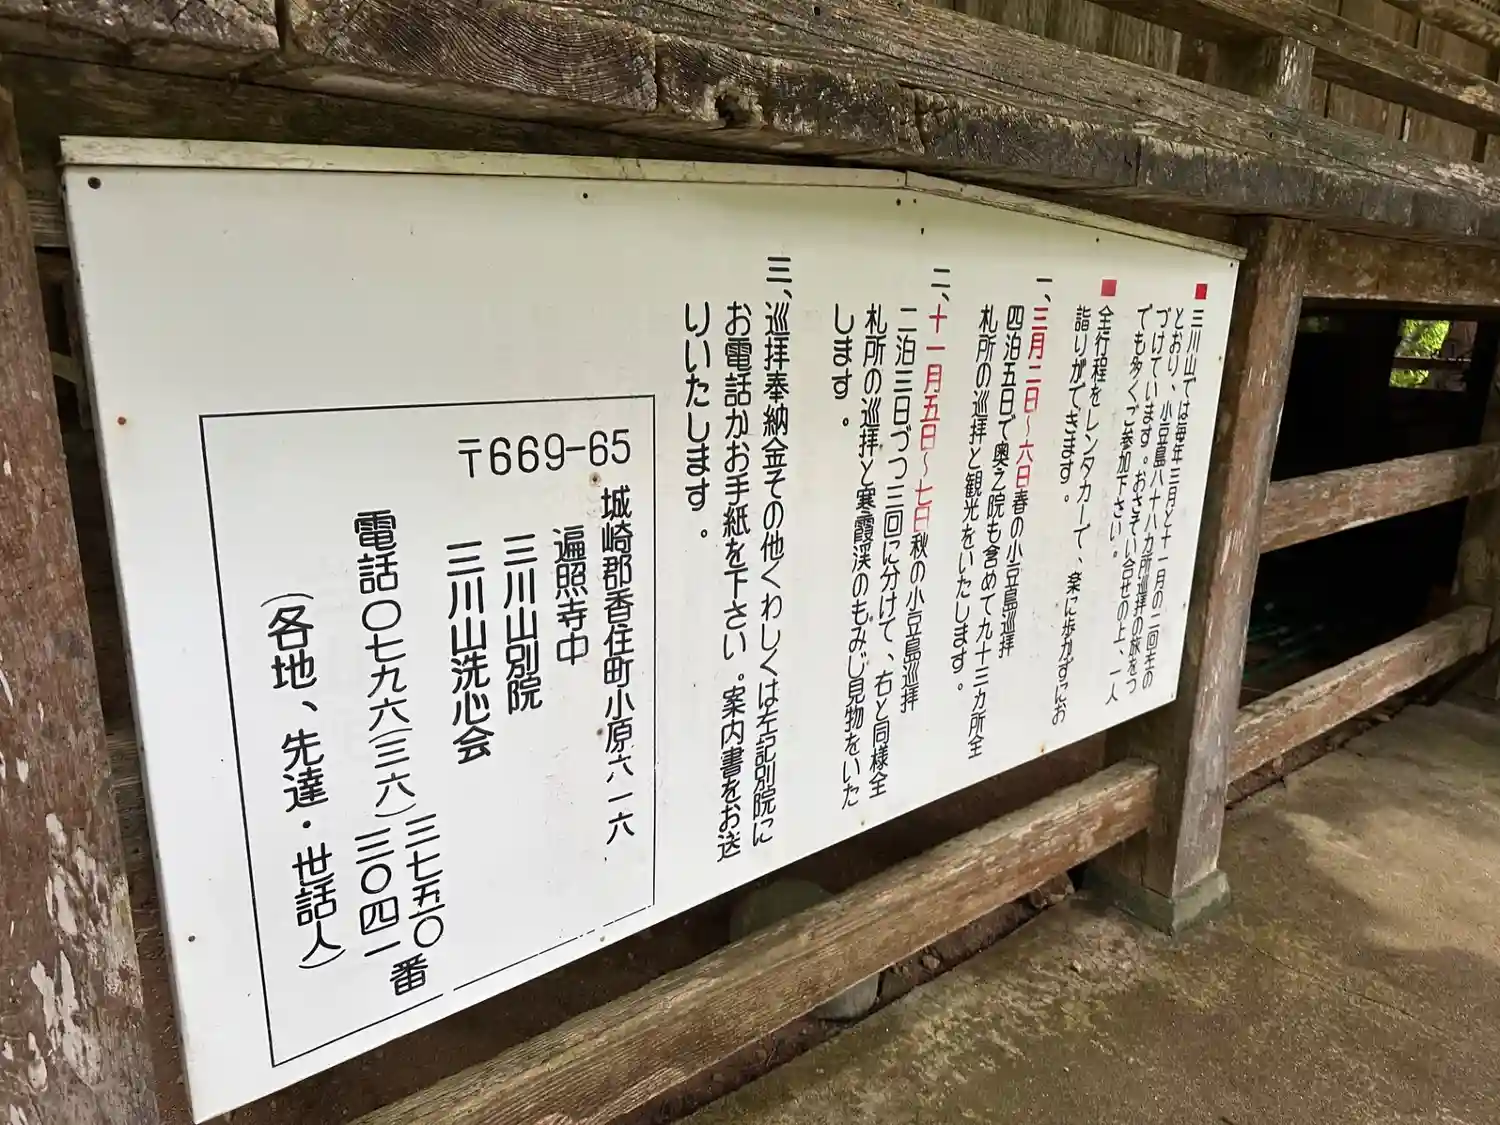 ■ 三川山では毎年三月と十一月の二回左の
とおり、小豆島八十八カ所巡拝の旅をつ
づけています。おさそい合せの上、一人
でも多くご参加下さい。
■ 全行程をレンタカーで、楽に歩かずにお
詣りができます。
一、三月二日～六日春の小豆島巡拝
四泊五日で奥之院も含めて九十三カ所全
札所の巡拝と観光をいたします。
二、十一月五日～七日秋の小豆島巡拝
二泊三日づつ三回に分けて、右と同様全
札所の巡拝と寒霞渓のもみじ見物をいた
します。
三、巡拝奉納金その他くわしくは左記別院に
お電話かお手紙を下さい。案内書をお送
りいたします。
〒669-65
城崎郡香住町小原六一六
遍照寺中
三川山別院
三川山洗心会
電話〇七九六(三六)三七五〇
三〇四一番
(各地、先達・世話人)